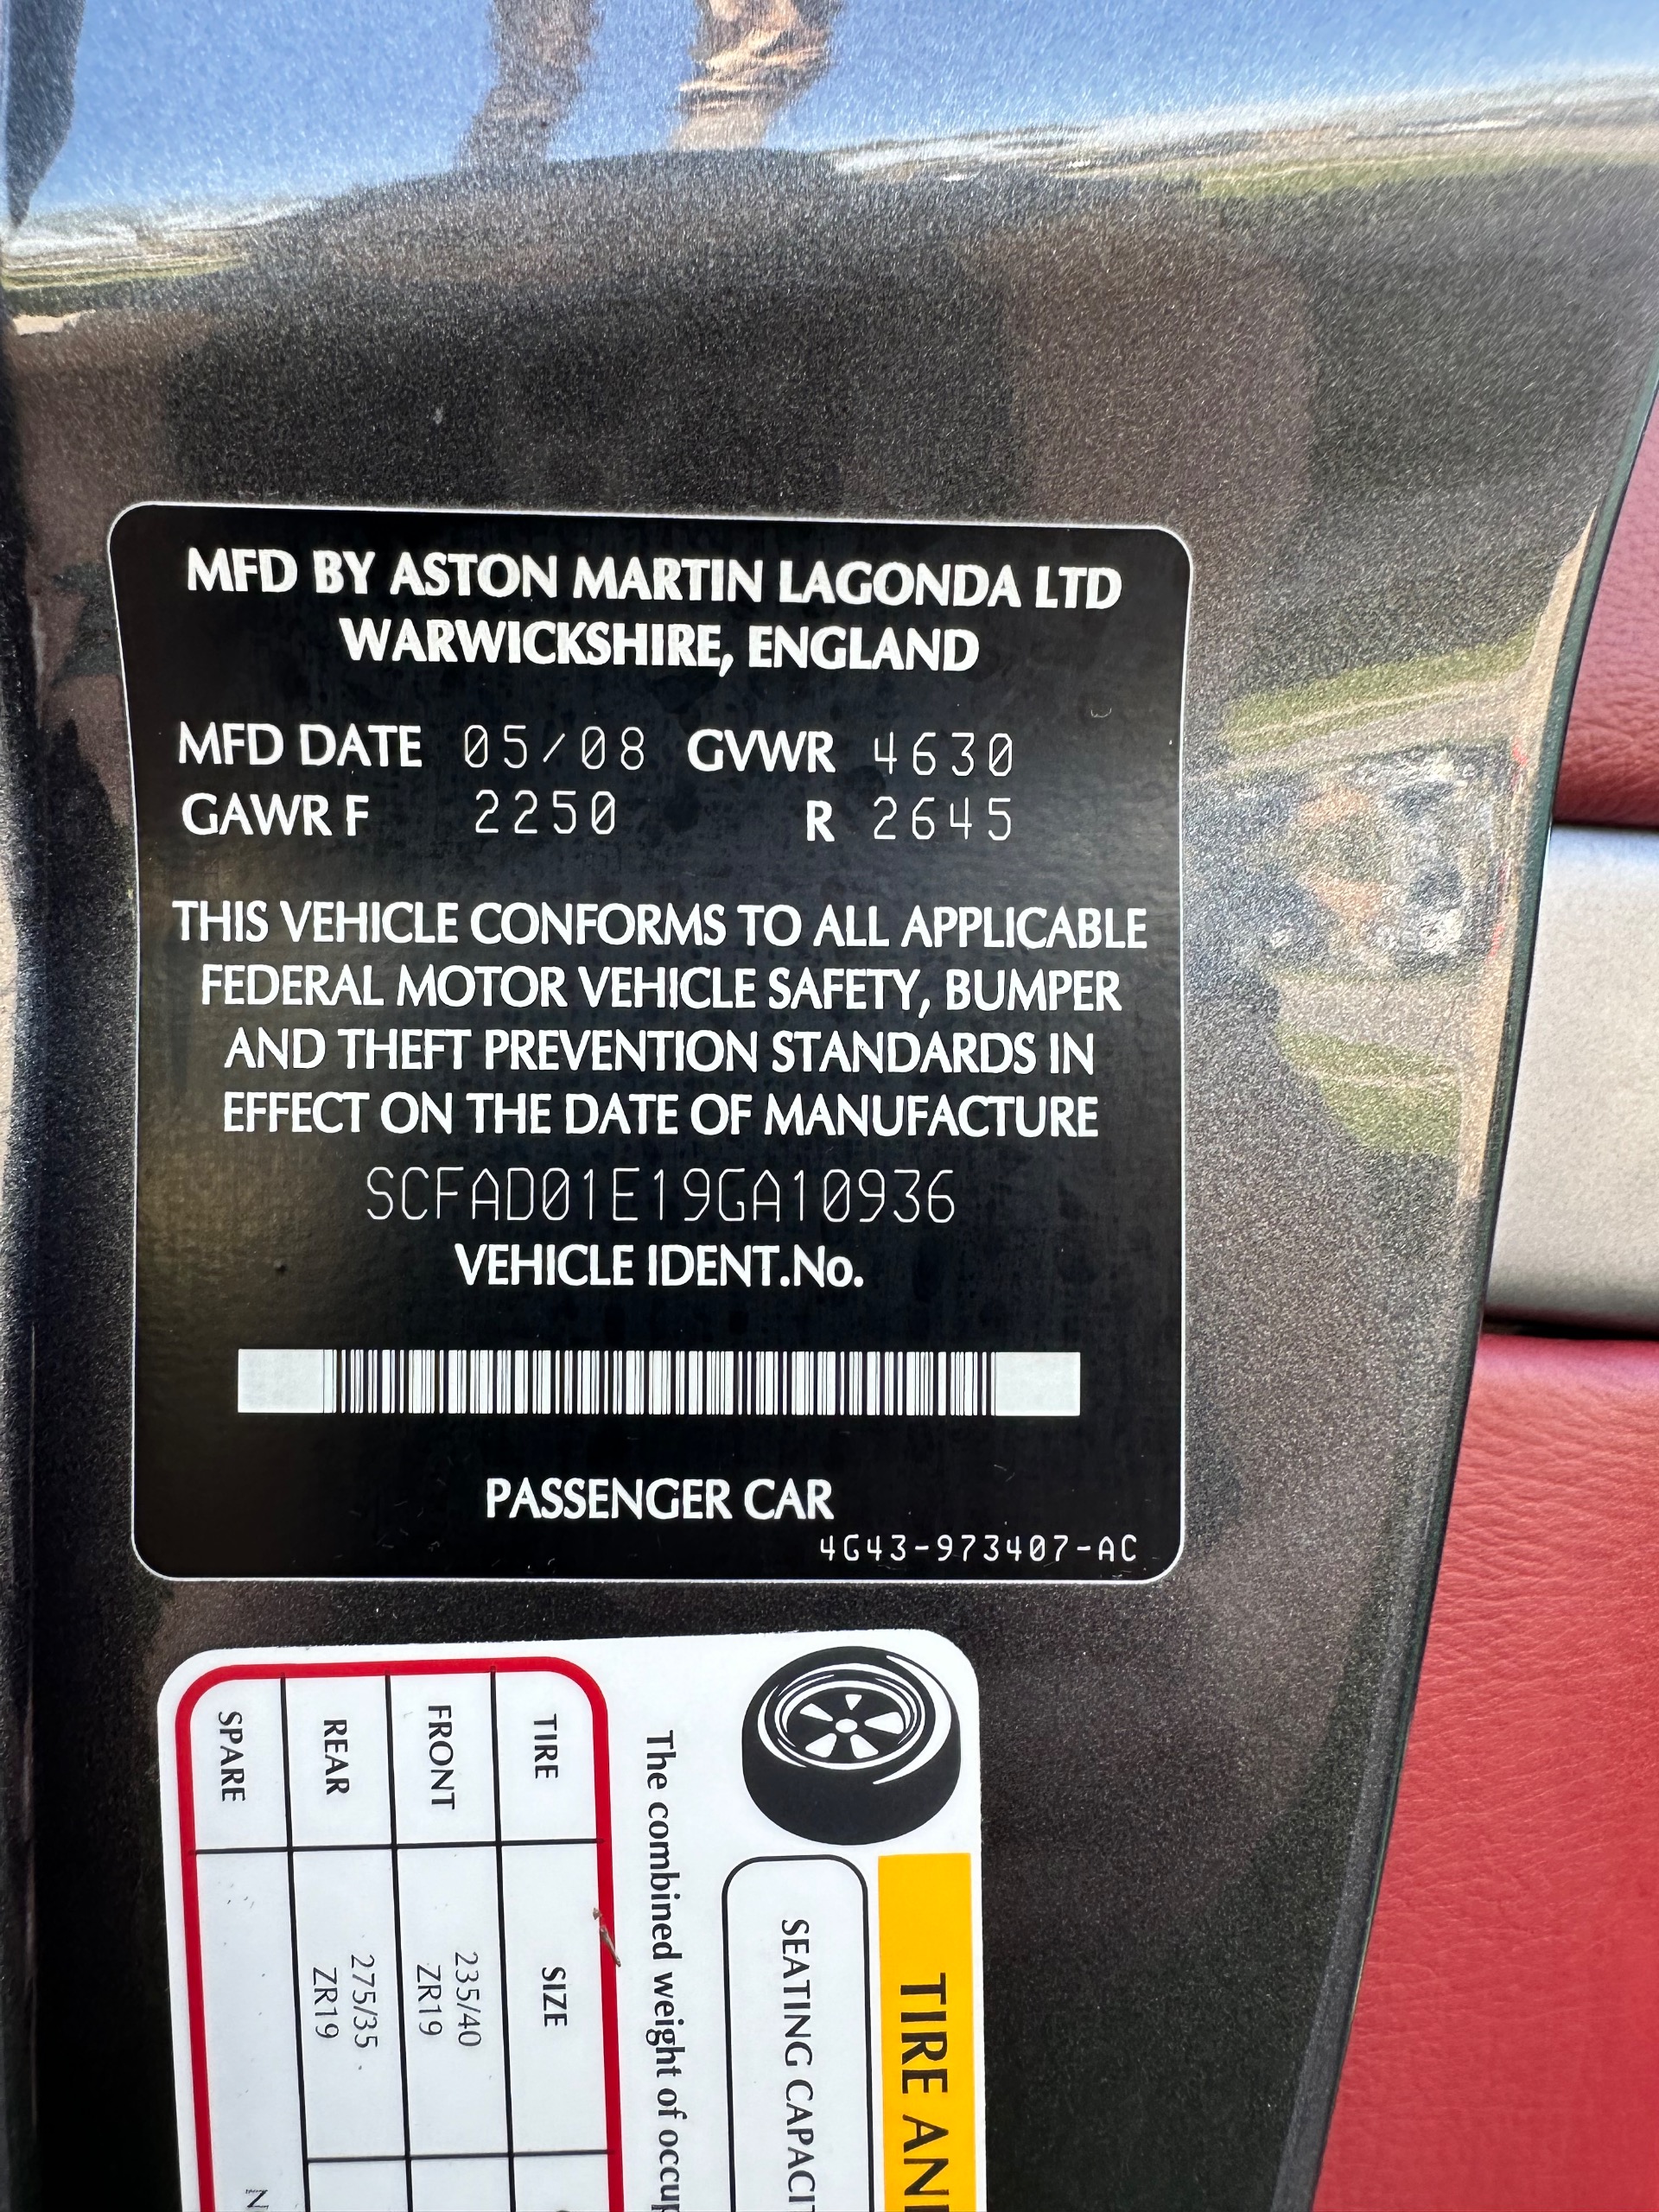 MFD BY ASTON MARTIN LAGONDA LTD
WARWICKSHIRE, ENGLAND
MFD DATE 05/08 GVWR 4630
GAWR F 2250 R 2645
THIS VEHICLE CONFORMS TO ALL APPLICABLE
FEDERAL MOTOR VEHICLE SAFETY, BUMPER
AND THEFT PREVENTION STANDARDS IN
EFFECT ON THE DATE OF MANUFACTURE
SCFAD01E19GA10936
VEHICLE IDENT.No.
PASSENGER CAR
4G43-973407-AC
TIRE AN
SEATING CAPACI
The combined weight of occup
TIRE SIZE
FRONT 235/40
ZR19
REAR 275/35
ZR19
SPARE